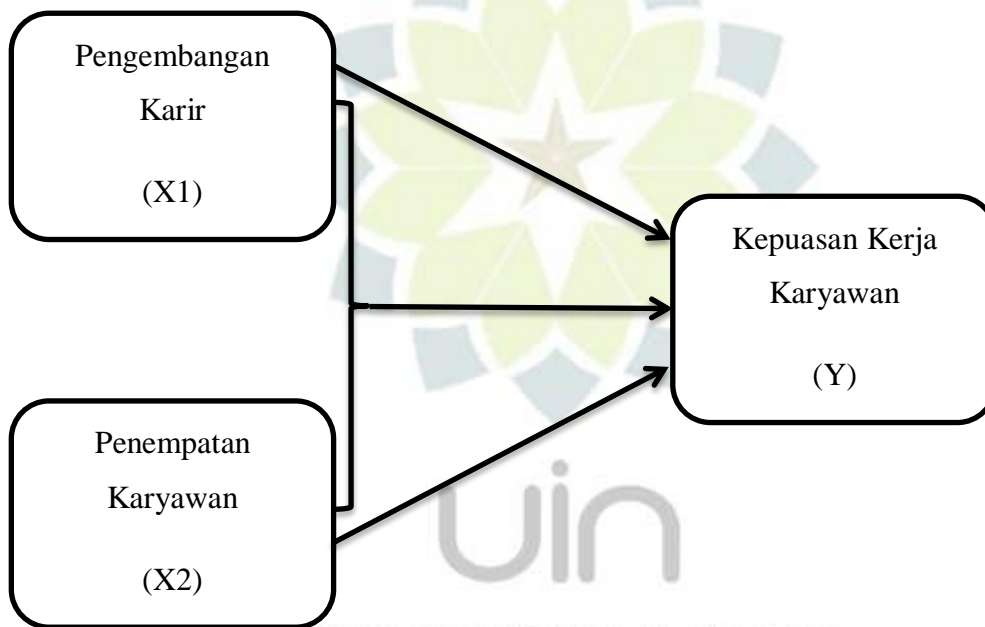 Pengembangan
Karir
(X1)
Kepuasan Kerja
Karyawan
(Y)
Penempatan
Karyawan
(X2)
uin